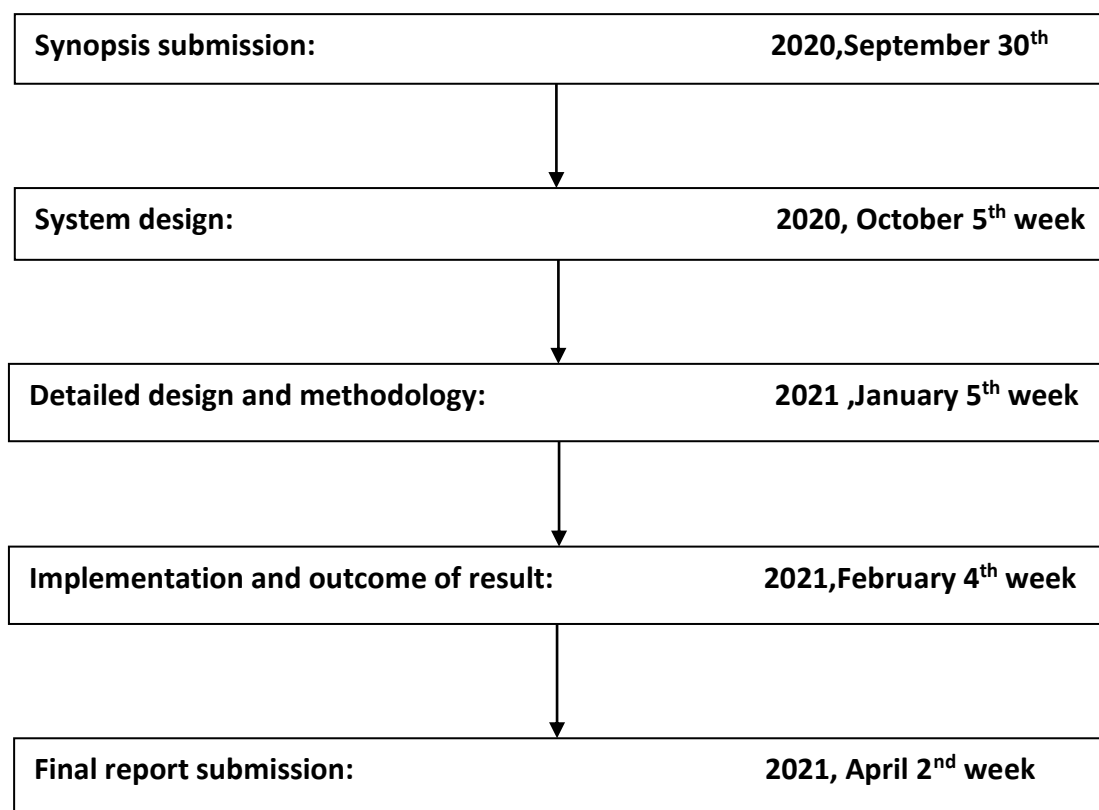 Synopsis submission: 2020,September 30th
System design: 2020, October 5th week
Detailed design and methodology: 2021 ,January 5th week
Implementation and outcome of result: 2021,February 4th week
Final report submission: 2021, April 2nd week